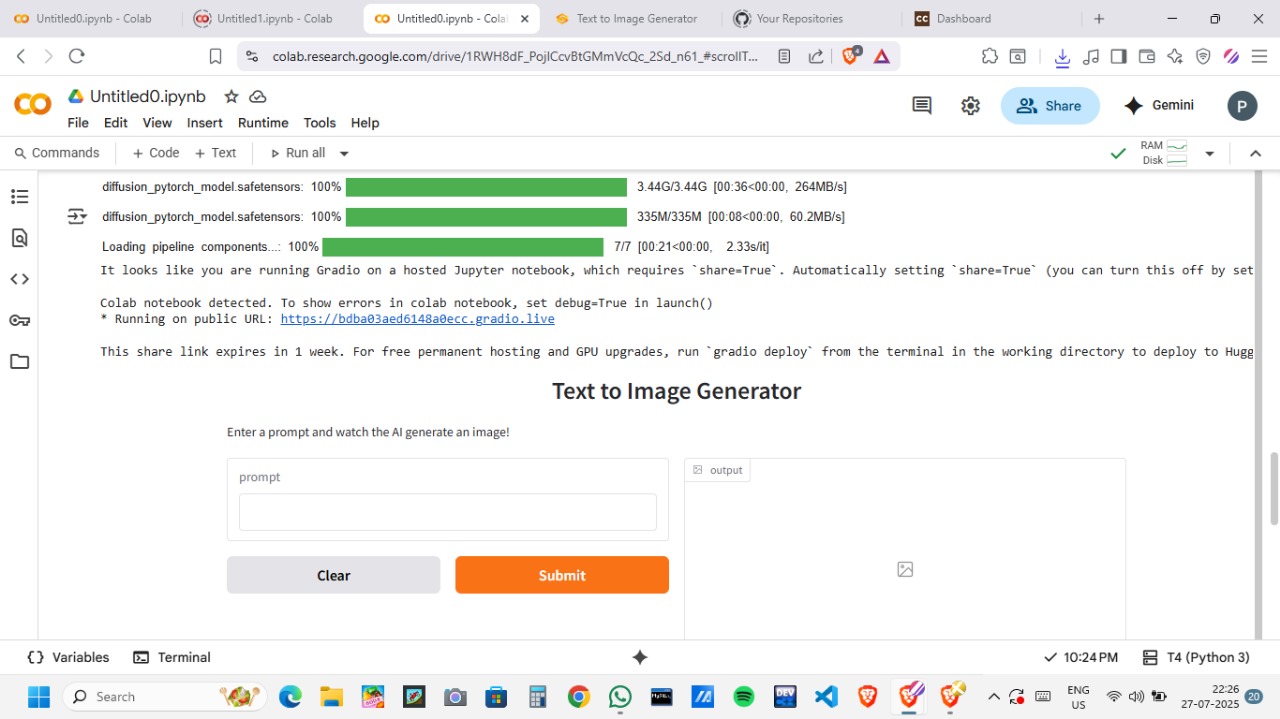 Untitled0.ipynb - Colab
Untitled1.ipynb - Colab
Untitled0.ipynb - Cola
Text to Image Generator
Your Repositories
CC Dashboard
colab.research.google.com/drive/1RWH8dF_PojlCcvBtGMmVcQc_2Sd_n61_#scrollT...
4
Untitled0.ipynb
File Edit View Insert Runtime Tools Help
Share
Gemini
P
Commands + Code + Text Run all
RAM
Disk
diffusion_pytorch_model.safetensors: 100% 3.44G/3.44G [00:36<00:00, 264MB/s]
diffusion_pytorch_model.safetensors: 100% 335M/335M [00:08<00:00, 60.2MB/s]
Loading pipeline components...: 100% 7/7 [00:21<00:00, 2.33s/it]
It looks like you are running Gradio on a hosted Jupyter notebook, which requires `share=True`. Automatically setting `share=True` (you can turn this off by set
Colab notebook detected. To show errors in colab notebook, set debug=True in launch()
* Running on public URL: https://bdba03aed6148a0ecc.gradio.live
This share link expires in 1 week. For free permanent hosting and GPU upgrades, run `gradio deploy` from the terminal in the working directory to deploy to Hugg
Text to Image Generator
Enter a prompt and watch the AI generate an image!
prompt
output
Clear
Submit
Variables
Terminal
10:24 PM
T4 (Python 3)
Search
DEV
ENG
US
22:26
27-07-2025
20